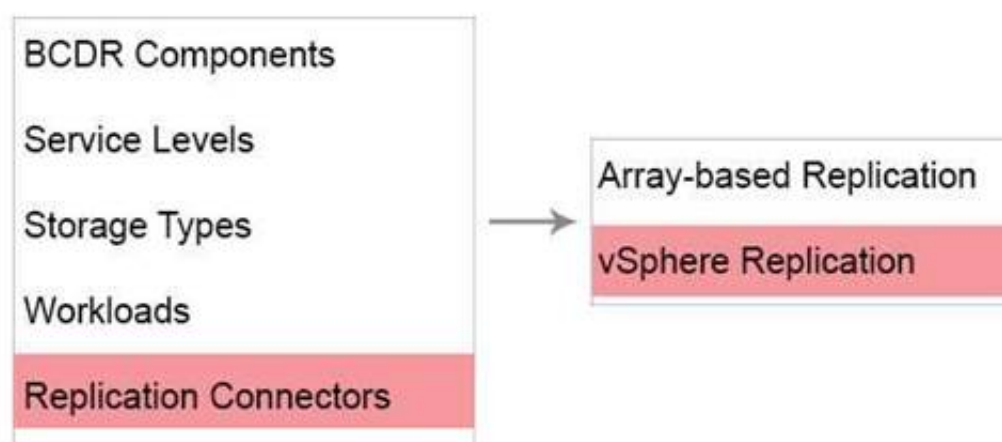 BCDR Components
Service Levels
Storage Types
Workloads
Replication Connectors
Array-based Replication
vSphere Replication